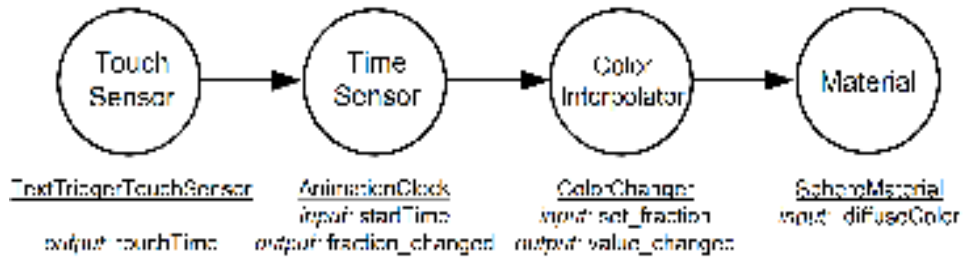 Touch
Sensor
Time
Sensor
Color
Interpolator
Material
TextTriggerTouchSensor
output: touchTime
AnimationClock
input: startTime
output: fraction_changed
ColorChanger
input: set_fraction
output: value_changed
SphereMaterial
input: diffuseColor